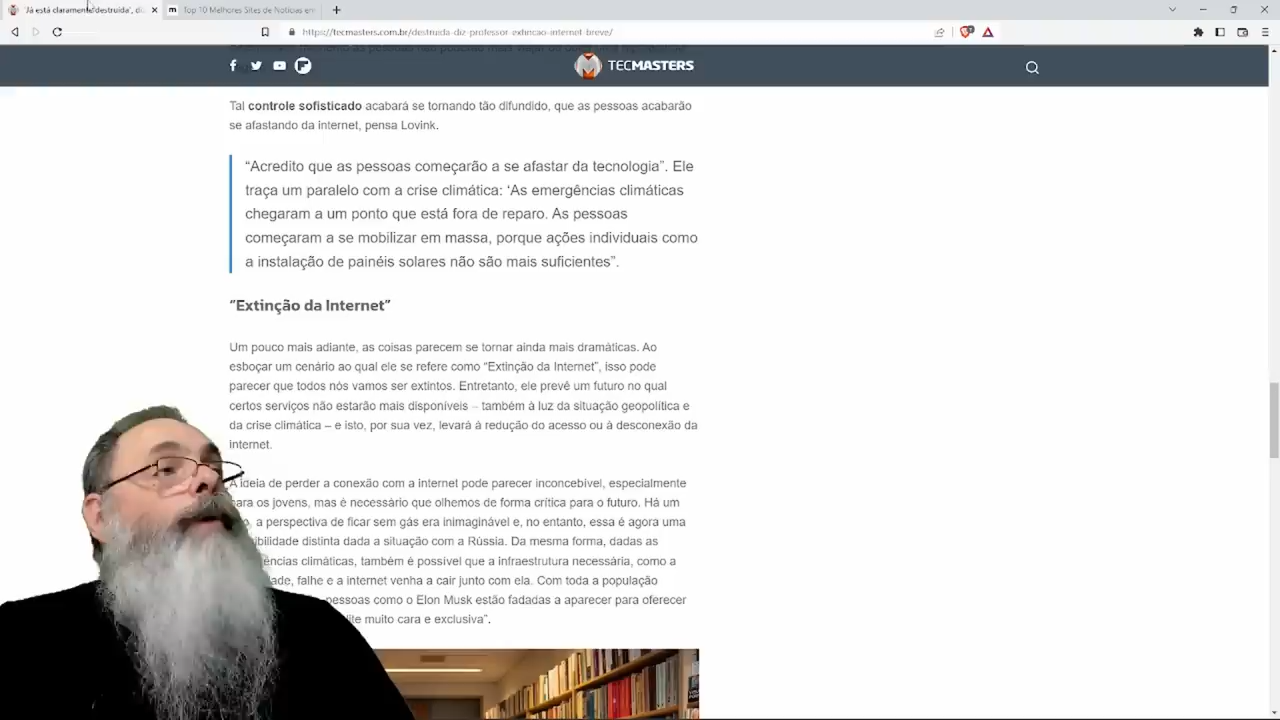 'Já está claramente destruída', di...
Top 10 Melhores Sites de Notícias em
https://tecmasters.com.br/destruida-diz-professor-extincao-internet-breve/
TECMASTERS
Tal controle sofisticado acabará se tornando tão difundido, que as pessoas acabarão
se afastando da internet, pensa Lovink.
“Acredito que as pessoas começarão a se afastar da tecnologia”. Ele
traça um paralelo com a crise climática: ‘As emergências climáticas
chegaram a um ponto que está fora de reparo. As pessoas
começaram a se mobilizar em massa, porque ações individuais como
a instalação de painéis solares não são mais suficientes”.
“Extinção da Internet”
Um pouco mais adiante, as coisas parecem se tornar ainda mais dramáticas. Ao
esboçar um cenário ao qual ele se refere como “Extinção da Internet”, isso pode
parecer que todos nós vamos ser extintos. Entretanto, ele prevê um futuro no qual
certos serviços não estarão mais disponíveis – também à luz da situação geopolítica e
da crise climática – e isto, por sua vez, levará à redução do acesso ou à desconexão da
internet.
A ideia de perder a conexão com a internet pode parecer inconcebível, especialmente
para os jovens, mas é necessário que olhemos de forma crítica para o futuro. Há um
a perspectiva de ficar sem gás era inimaginável e, no entanto, essa é agora uma
ibilidade distinta dada a situação com a Rússia. Da mesma forma, dadas as
ências climáticas, também é possível que a infraestrutura necessária, como a
dade, falhe e a internet venha a cair junto com ela. Com toda a população
pessoas como o Elon Musk estão fadadas a aparecer para oferecer
lite muito cara e exclusiva”.